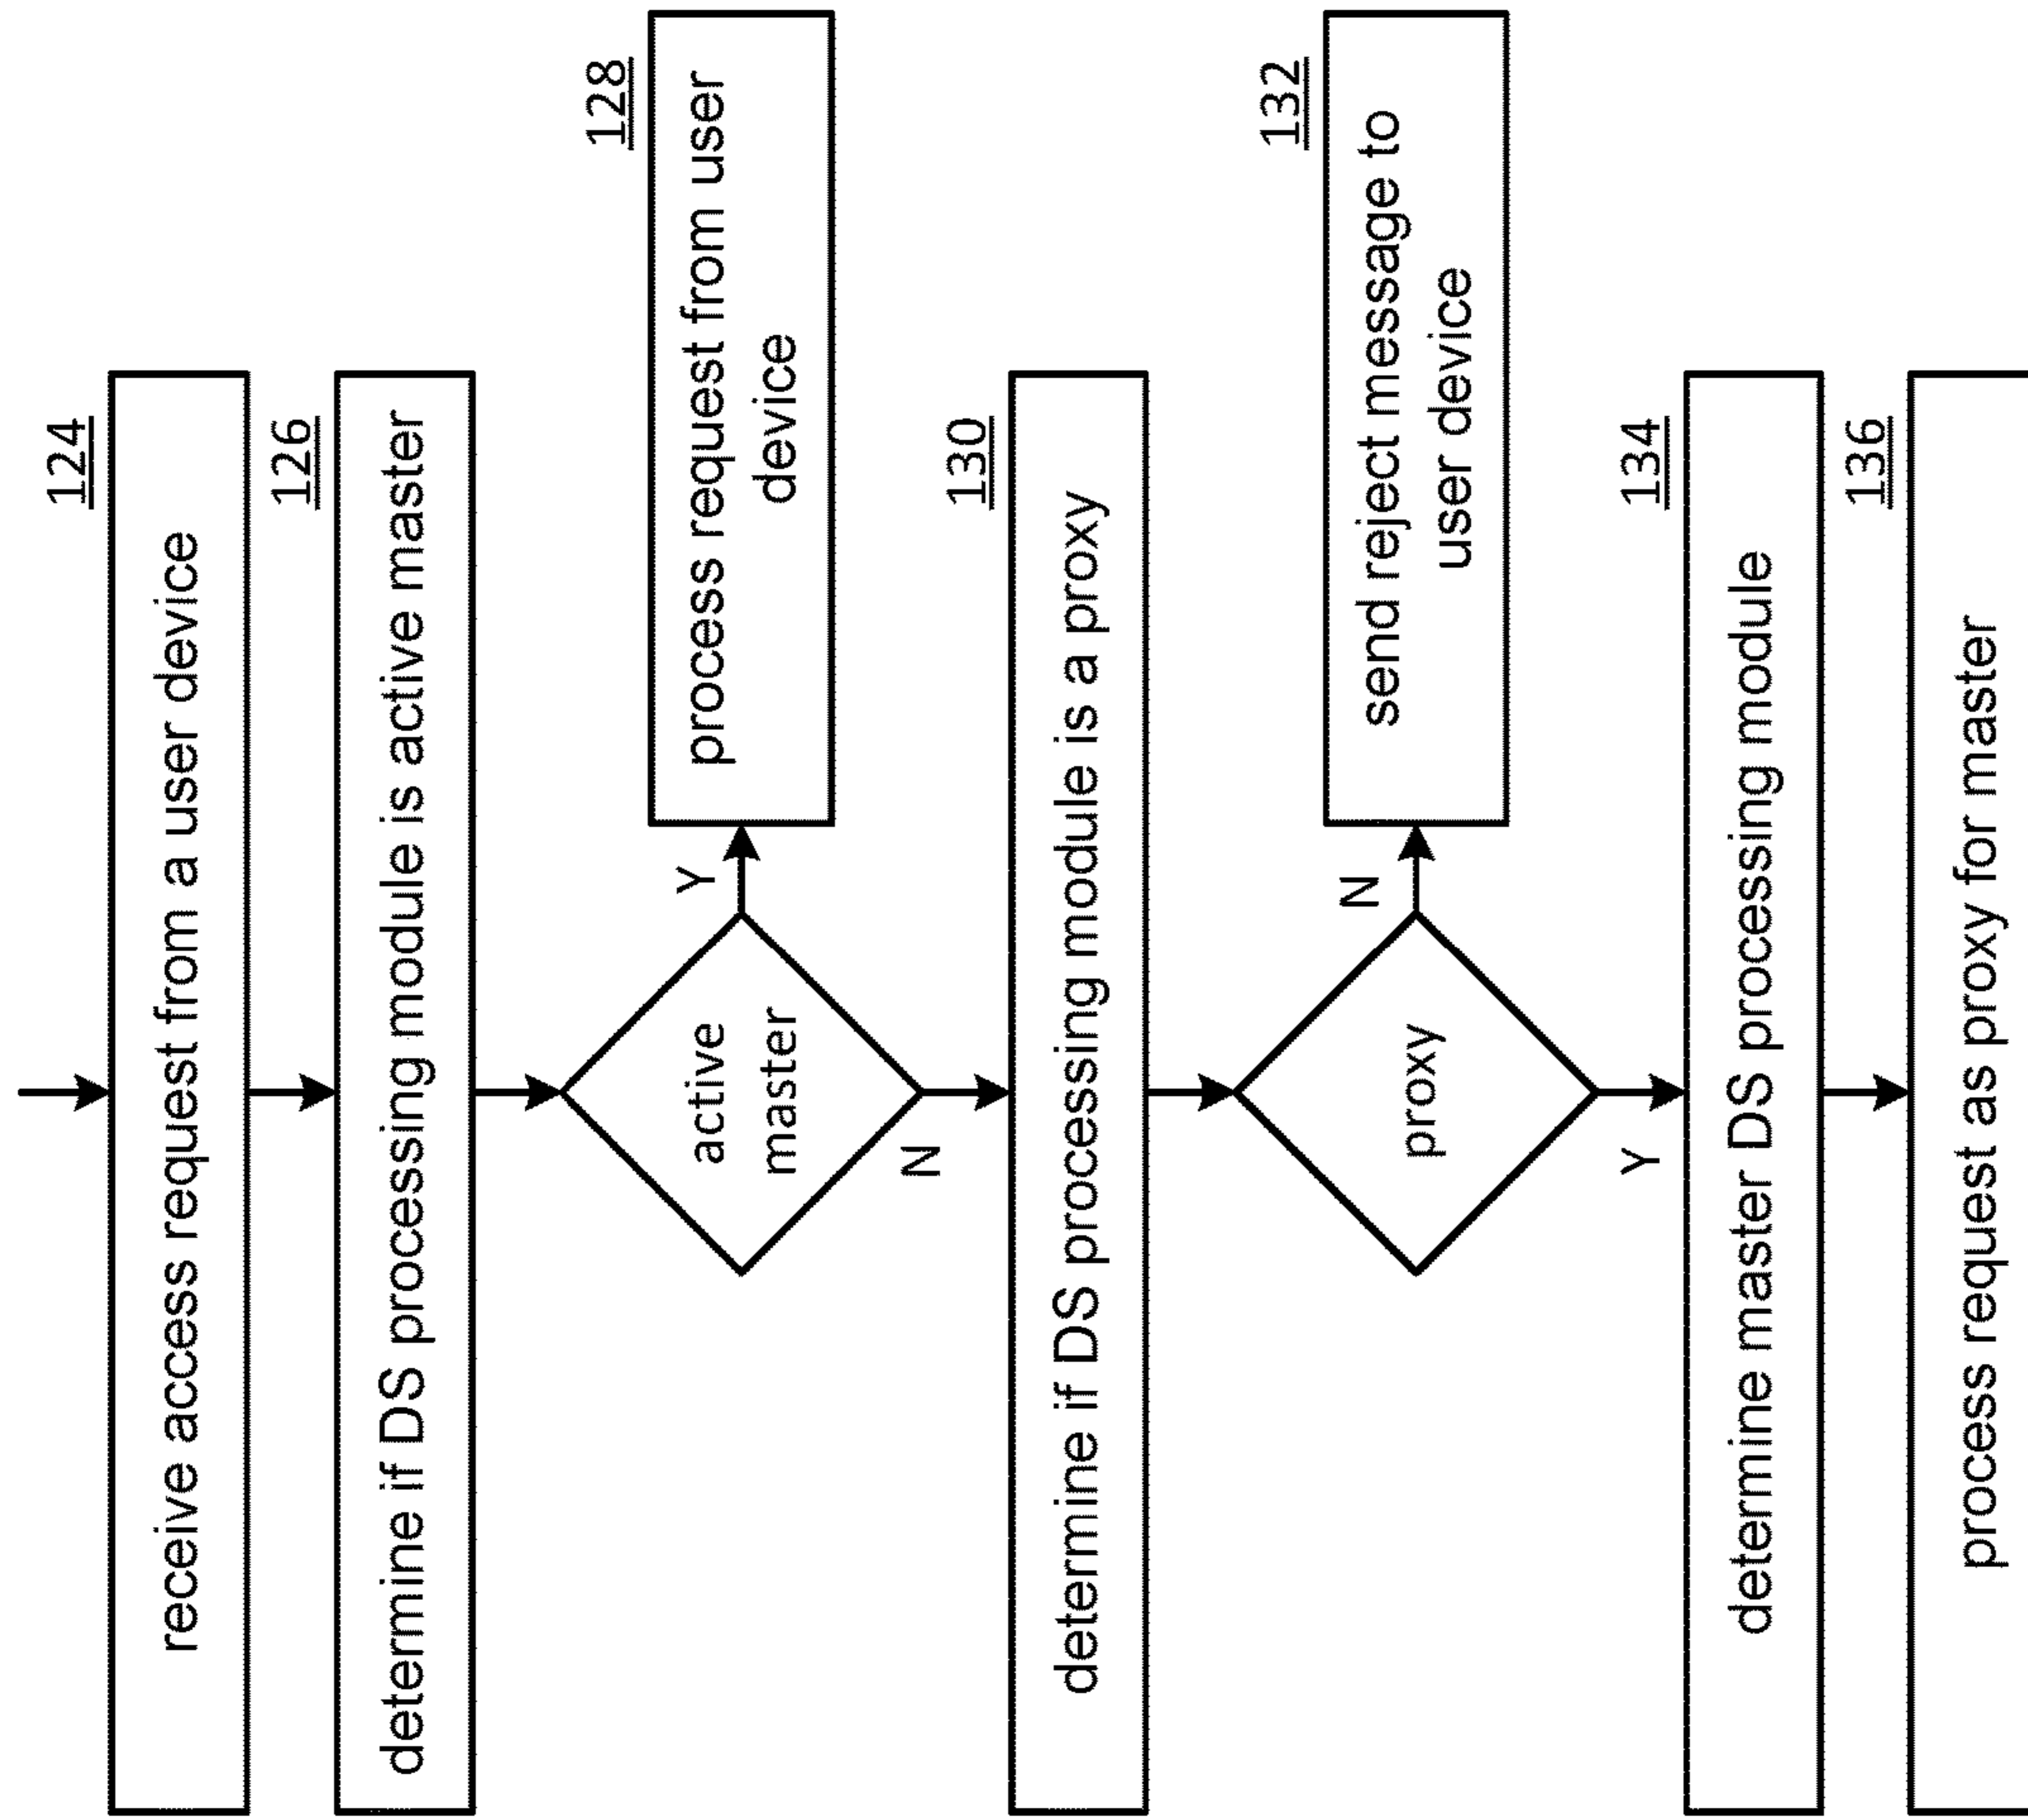 124
receive access request from a user device
126
determine if DS processing module is active master
active
master
Y
N
128
process request from user
device
130
determine if DS processing module is a proxy
proxy
N
Y
132
send reject message to
user device
134
determine master DS processing module
136
process request as proxy for master